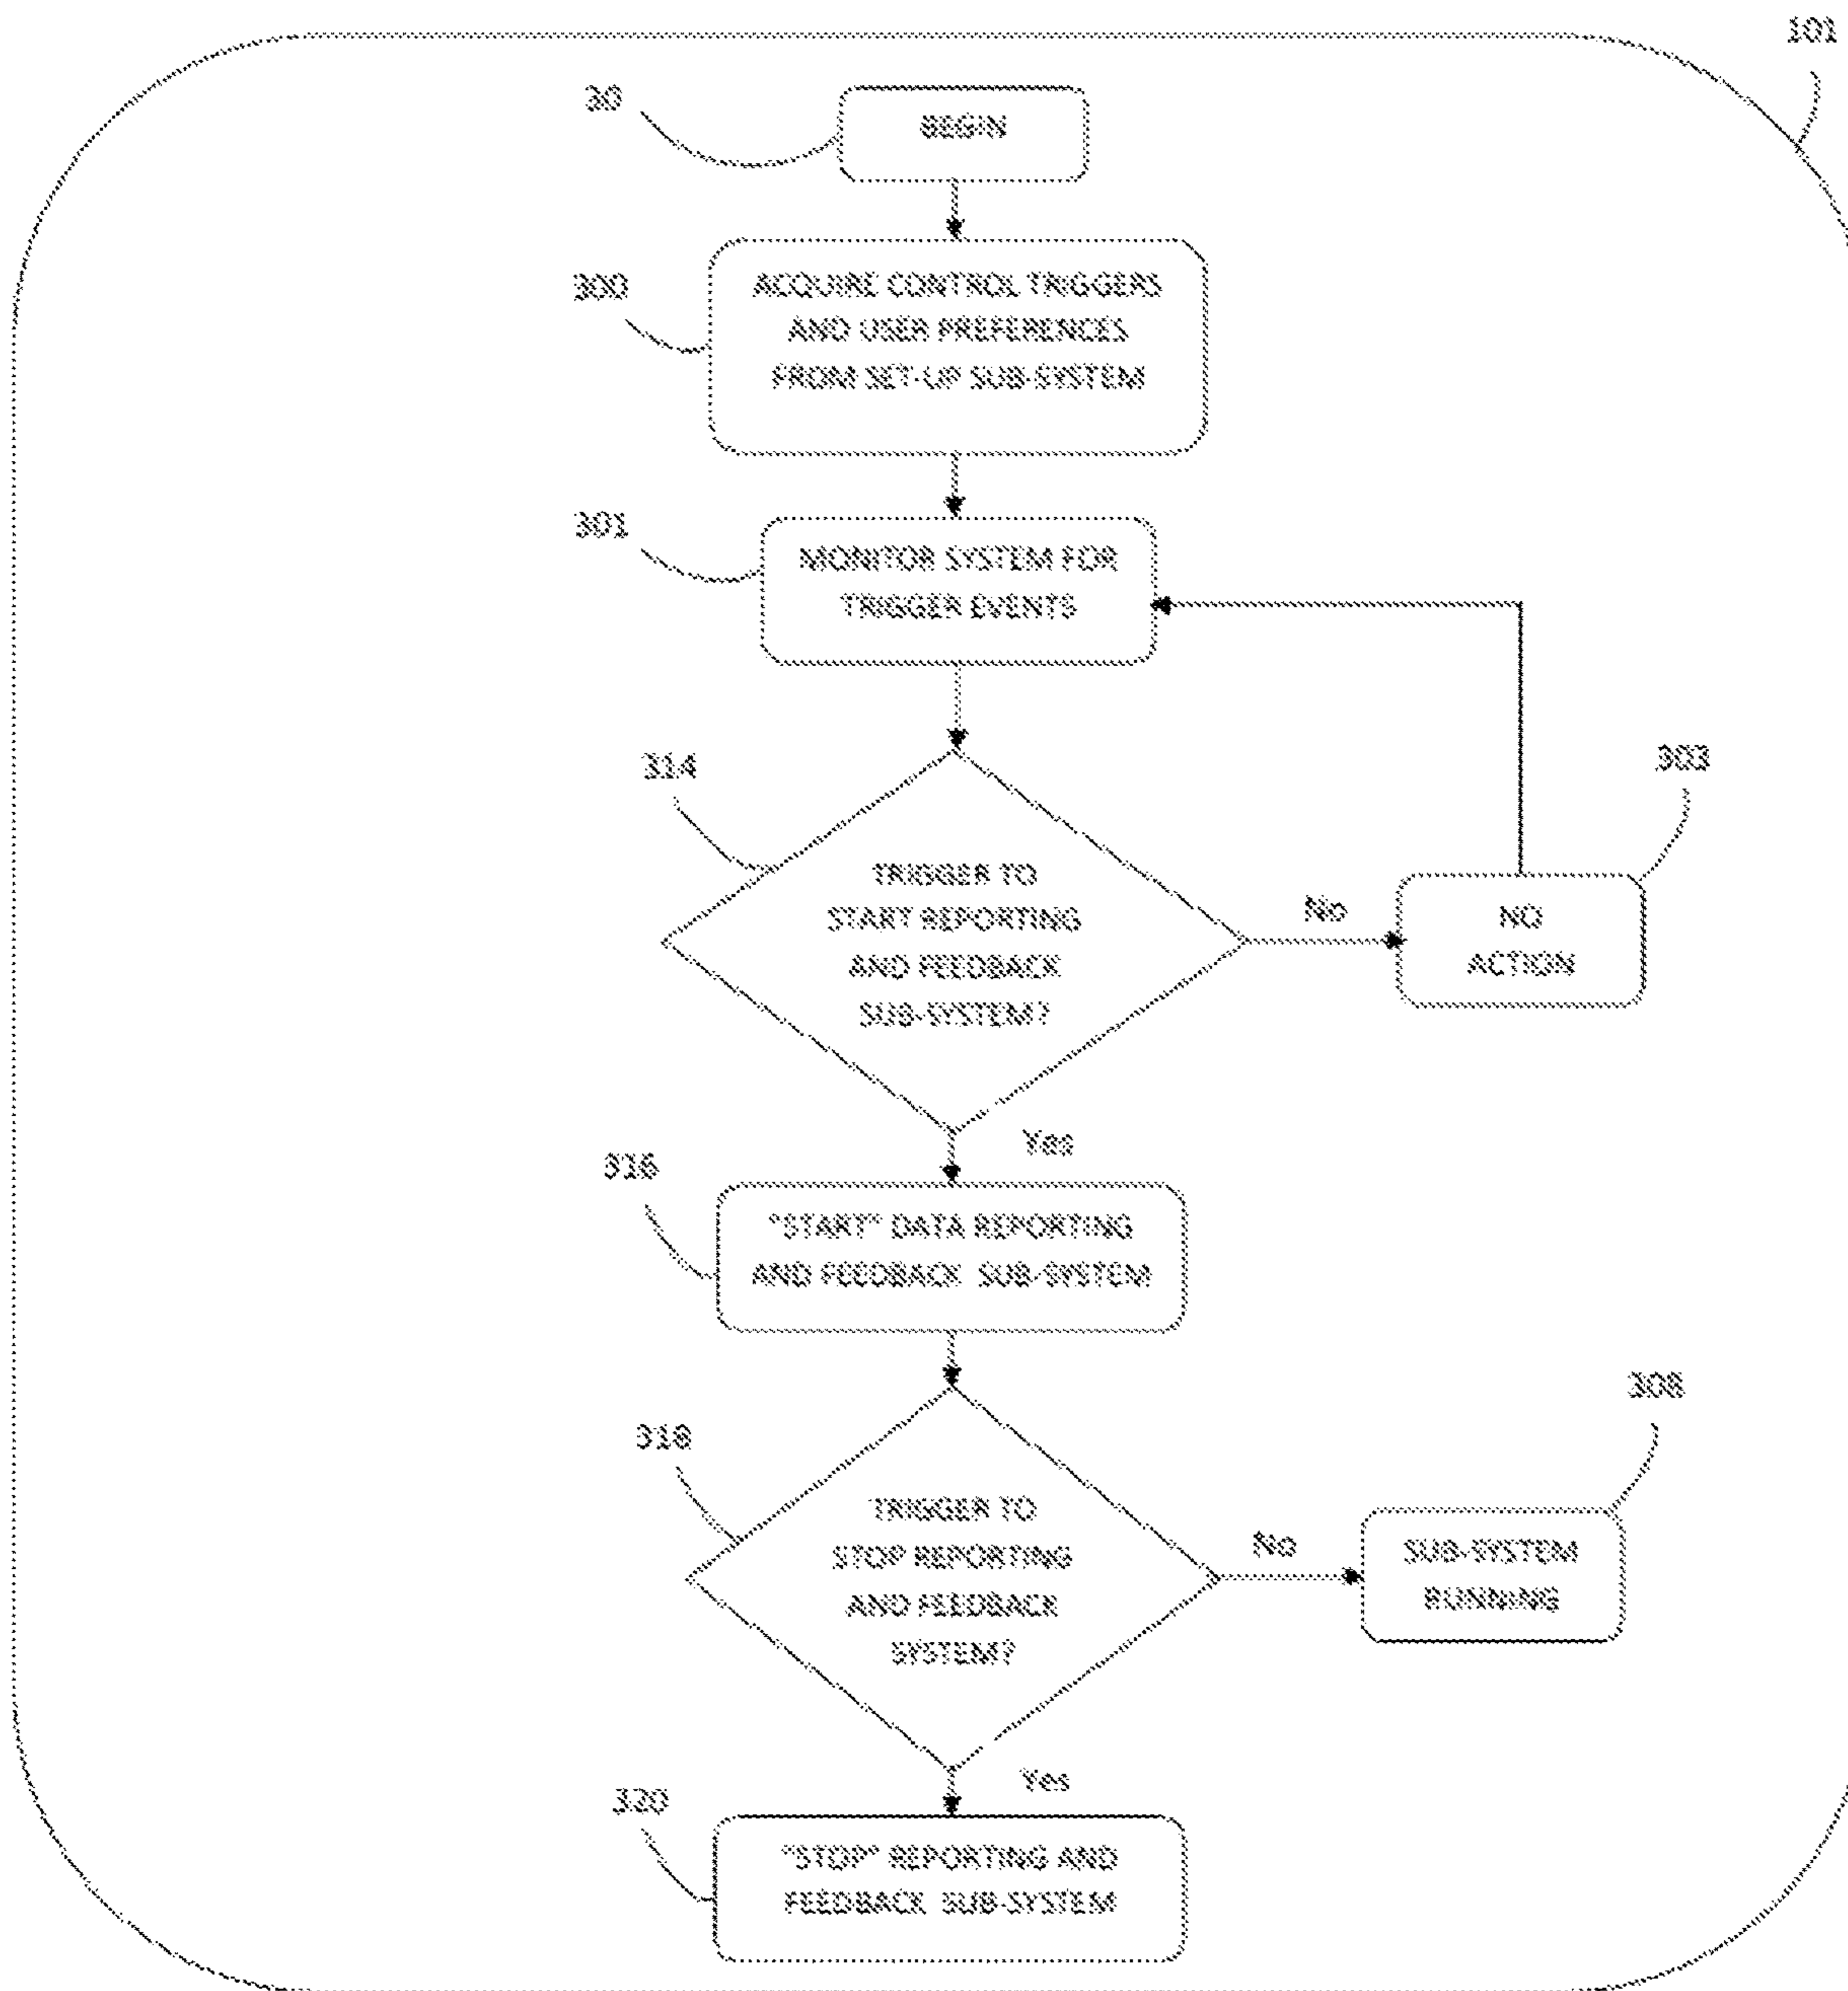 101
30
BEGIN
300
ACQUIRE CONTROL TRIGGERS
AND USER PREFERENCES
FROM SET-UP SUB-SYSTEM
301
MONITOR SYSTEM FOR
TRIGGER EVENTS
314
303
TRIGGER TO
START REPORTING
AND FEEDBACK
SUB-SYSTEM?
No
NO
ACTION
Yes
316
"START" DATA REPORTING
AND FEEDBACK SUB-SYSTEM
308
318
TRIGGER TO
STOP REPORTING
AND FEEDBACK
SYSTEM?
No
SUB-SYSTEM
RUNNING
Yes
320
"STOP" REPORTING AND
FEEDBACK SUB-SYSTEM